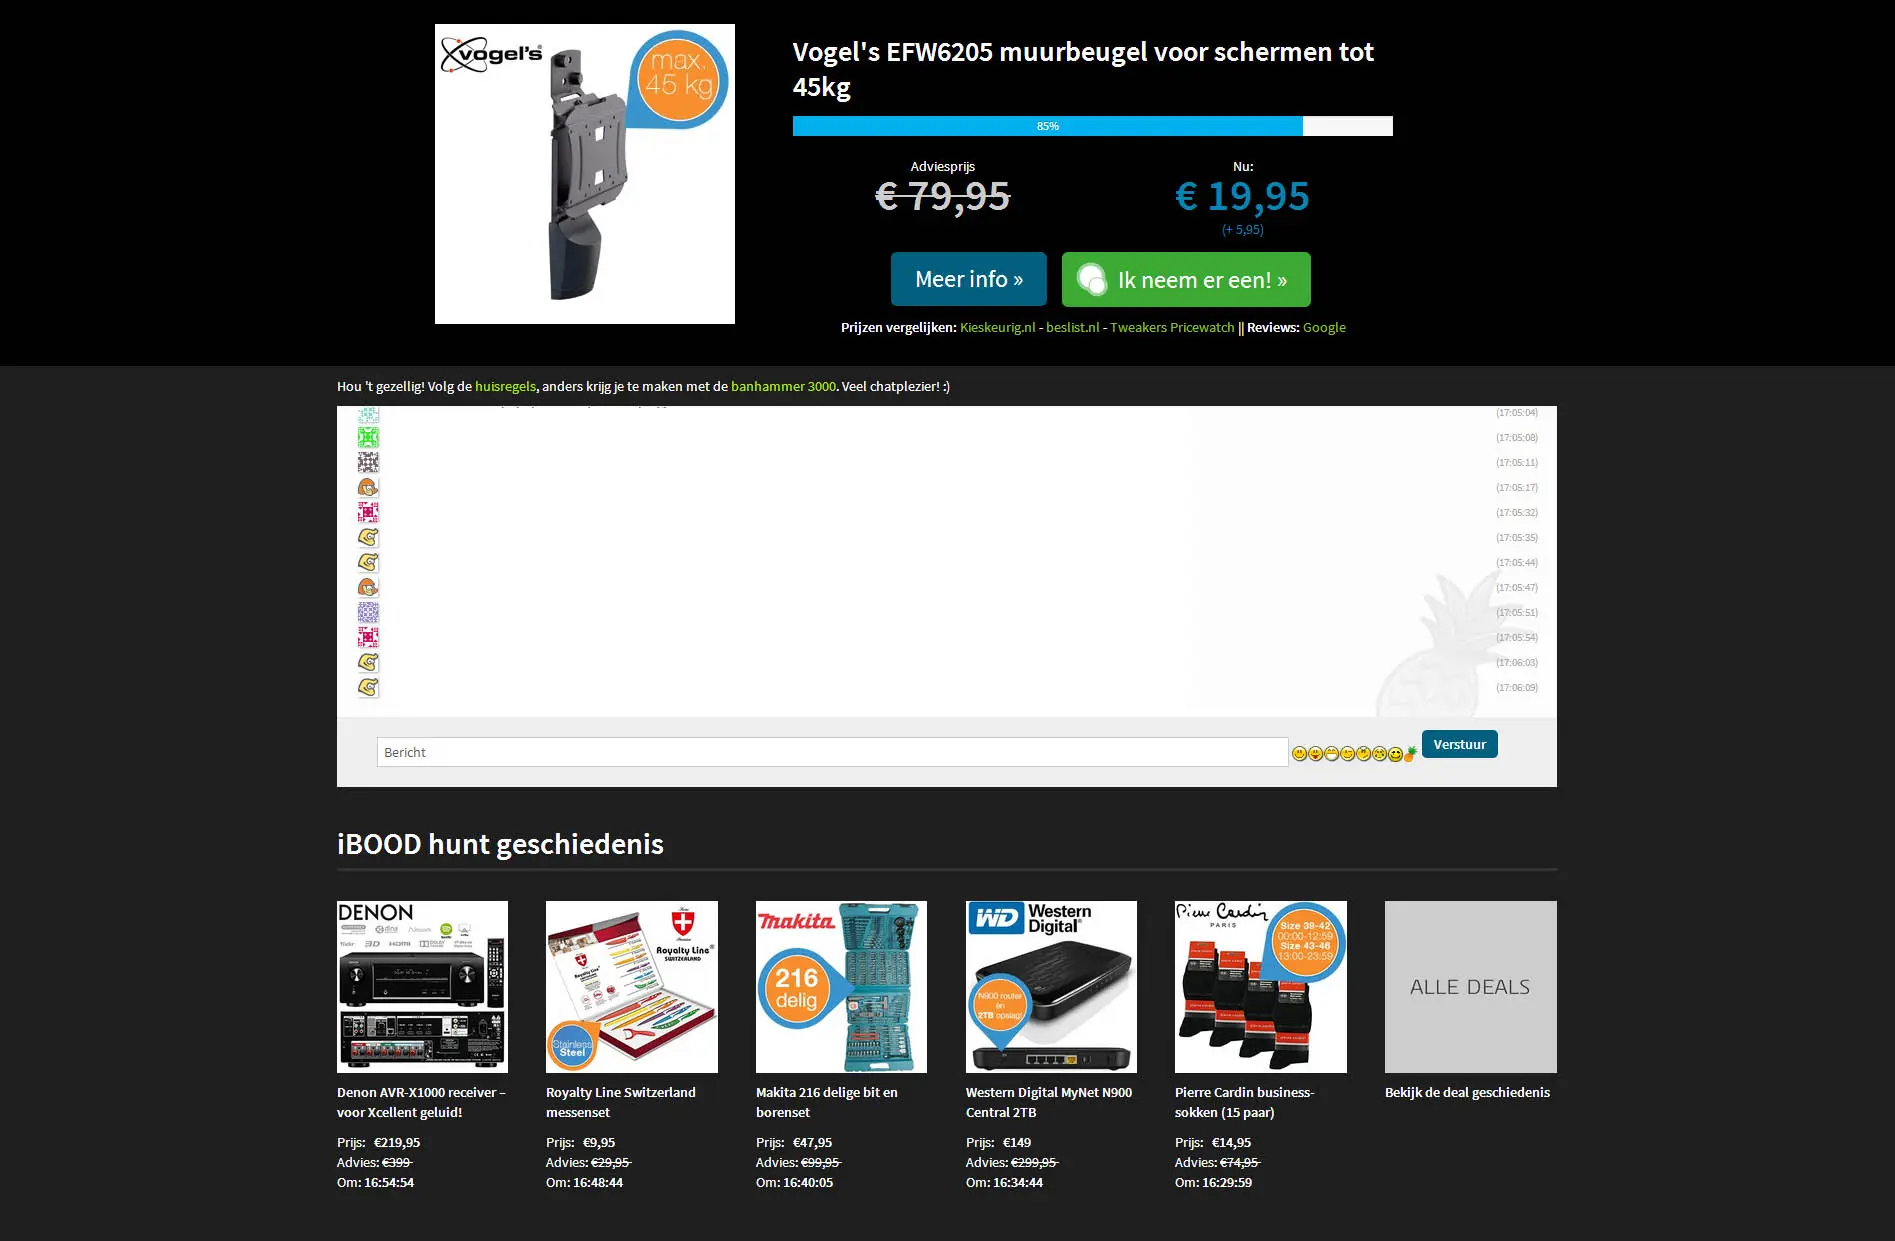 vogel's
max.
45 kg
Vogel's EFW6205 muurbeugel voor schermen tot
45kg
85%
Adviesprijs
€ 79,95
Nu:
€ 19,95
(+ 5,95)
Meer info »
Ik neem er een! »
Prijzen vergelijken: Kieskeurig.nl - beslist.nl - Tweakers Pricewatch || Reviews: Google
Hou 't gezellig! Volg de huisregels, anders krijg je te maken met de banhammer 3000. Veel chatplezier! :)
(17:05:04)
(17:05:08)
(17:05:11)
(17:05:17)
(17:05:32)
(17:05:35)
(17:05:44)
(17:05:47)
(17:05:51)
(17:05:54)
(17:06:03)
(17:06:09)
Bericht
Verstuur
iBOOD hunt geschiedenis
DENON
dlna
flickr 3D HDMI DOLBY
Royalty Line®
SWITZERLAND
Stainless
Steel
makita
216
delig
WD Western
Digital®
N900 router
en
2TB opslag!
Pierre Cardin
PARIS
Size 39-42
00:00-12:59
Size 43-46
13:00-23:59
ALLE DEALS
Denon AVR-X1000 receiver –
voor Xcellent geluid!
Prijs: €219,95
Advies: €399
Om: 16:54:54
Royalty Line Switzerland
messenset
Prijs: €9,95
Advies: €29,95
Om: 16:48:44
Makita 216 delige bit en
borenset
Prijs: €47,95
Advies: €99,95
Om: 16:40:05
Western Digital MyNet N900
Central 2TB
Prijs: €149
Advies: €299,95
Om: 16:34:44
Pierre Cardin business-
sokken (15 paar)
Prijs: €14,95
Advies: €74,95
Om: 16:29:59
Bekijk de deal geschiedenis